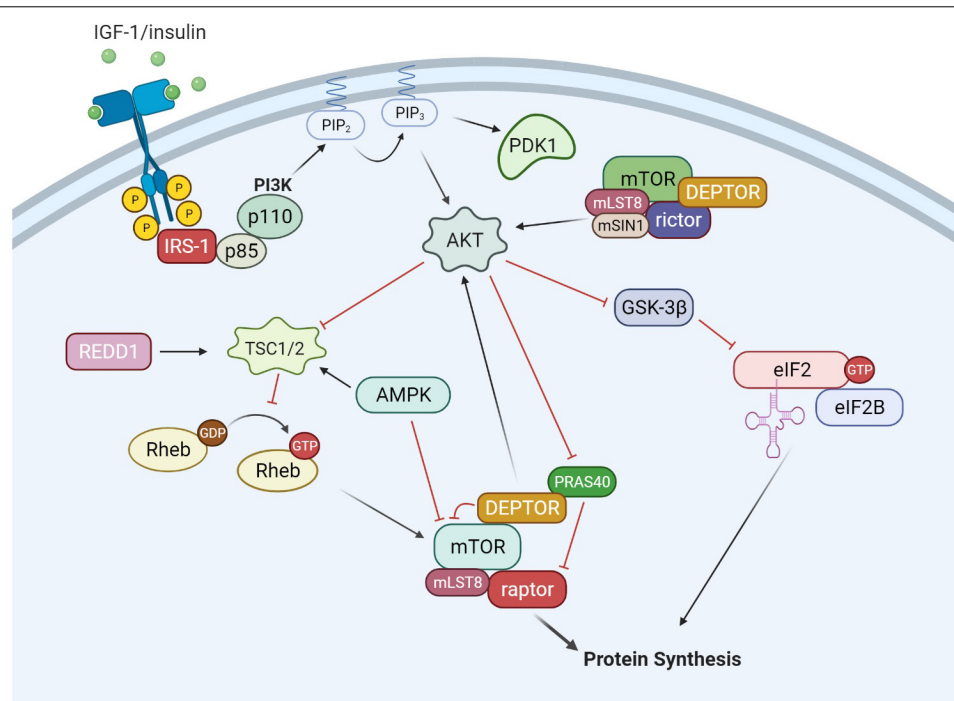 IGF-1/insulin
PIP₂
PIP₃
PDK1
PI3K
p110
p85
IRS-1
P
P
P
P
mTOR
DEPTOR
mLST8
mSIN1
rictor
AKT
GSK-3β
REDD1
TSC1/2
AMPK
eIF2
GTP
eIF2B
Rheb
GDP
GTP
Rheb
PRAS40
DEPTOR
mTOR
mLST8
raptor
Protein Synthesis